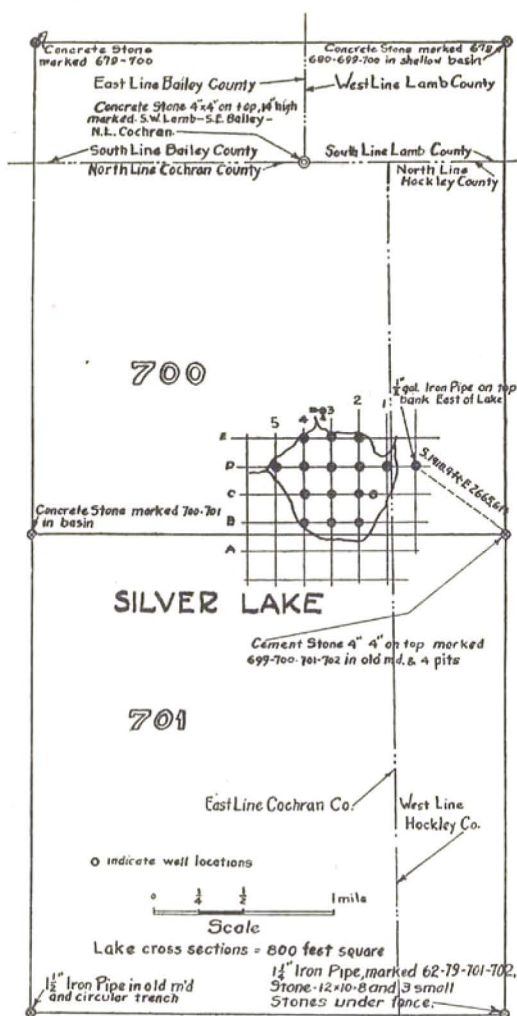 Concrete Stone
marked 679-700
Concrete Stone marked 679
680-699-700 in shallow basin
East Line Bailey County
West Line Lamb County
Concrete Stone 4"x4" on top, 14" high
marked S.W. Lamb-S.E. Bailey-
N.E. Cochran.
South Line Bailey County
South Line Lamb County
North Line Cochran County
North Line
Hockley County
700
gal. Iron Pipe on top
bank East of Lake
5
4
3
2
1
E
D
C
B
A
Concrete Stone marked 700-701
in basin
SILVER LAKE
Cement Stone 4" 4" on top marked
699-700-701-702 in old md. & 4 pits
701
East Line Cochran Co.
West Line
Hockley Co.
o indicate well locations
0 1/4 1/2 1 mile
Scale
Lake cross sections = 800 feet square
1 1/2" Iron Pipe in old m'd
and circular trench
1 1/4" Iron Pipe, marked 62-79-701-702,
Stone-12x10-8 and 3 small
Stones under fence.